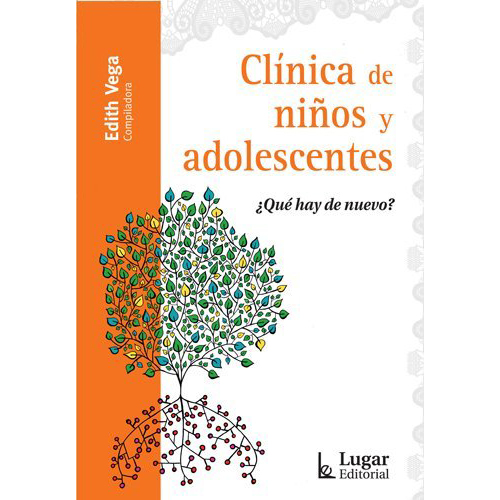 Edith Vega
Compiladora
Clínica de
niños y
adolescentes
¿Qué hay de nuevo?
Lugar
Editorial